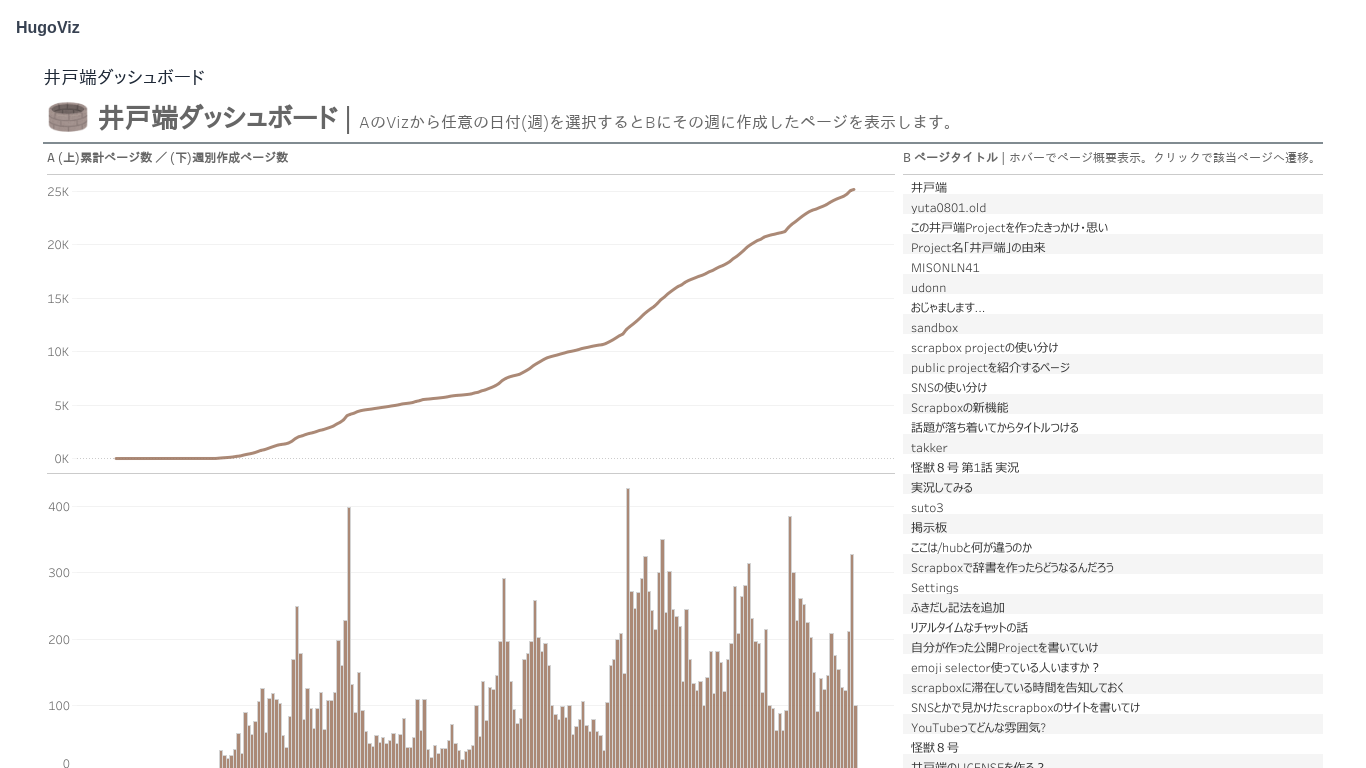 HugoViz
井戸端ダッシュボード
井戸端ダッシュボード | AのVizから任意の日付(週)を選択するとBにその週に作成したページを表示します。
A (上)累計ページ数 ／ (下)週別作成ページ数
25K
20K
15K
10K
5K
0K
400
300
200
100
0
B ページタイトル | ホバーでページ概要表示。クリックで該当ページへ遷移。
井戸端
yuta0801.old
この井戸端Projectを作ったきっかけ・思い
Project名「井戸端」の由来
MISONLN41
udonn
おじゃまします…
sandbox
scrapbox projectの使い分け
public projectを紹介するページ
SNSの使い分け
Scrapboxの新機能
話題が落ち着いてからタイトルつける
takker
怪獣８号 第1話 実況
実況してみる
suto3
掲示板
ここは/hubと何が違うのか
Scrapboxで辞書を作ったらどうなるんだろう
Settings
ふきだし記法を追加
リアルタイムなチャットの話
自分が作った公開Projectを書いていけ
emoji selector使っている人いますか？
scrapboxに滞在している時間を告知しておく
SNSとかで見かけたscrapboxのサイトを書いてけ
YouTubeってどんな雰囲気?
怪獣８号
井戸端のLICENSEを作る？